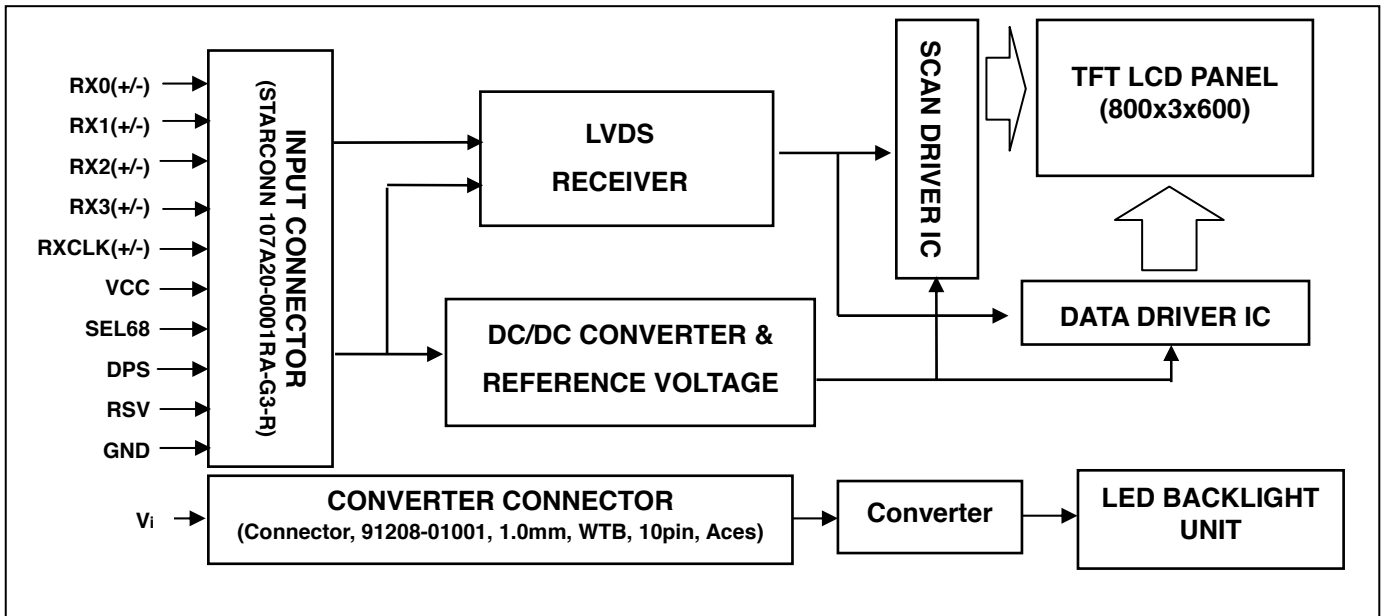 RX0(+/-)
RX1(+/-)
RX2(+/-)
RX3(+/-)
RXCLK(+/-)
VCC
SEL68
DPS
RSV
GND
INPUT CONNECTOR
(STARCONN 107A20-0001RA-G3-R)
LVDS
RECEIVER
DC/DC CONVERTER &
REFERENCE VOLTAGE
SCAN DRIVER IC
TFT LCD PANEL
(800x3x600)
DATA DRIVER IC
Vi
CONVERTER CONNECTOR
(Connector, 91208-01001, 1.0mm, WTB, 10pin, Aces)
Converter
LED BACKLIGHT
UNIT